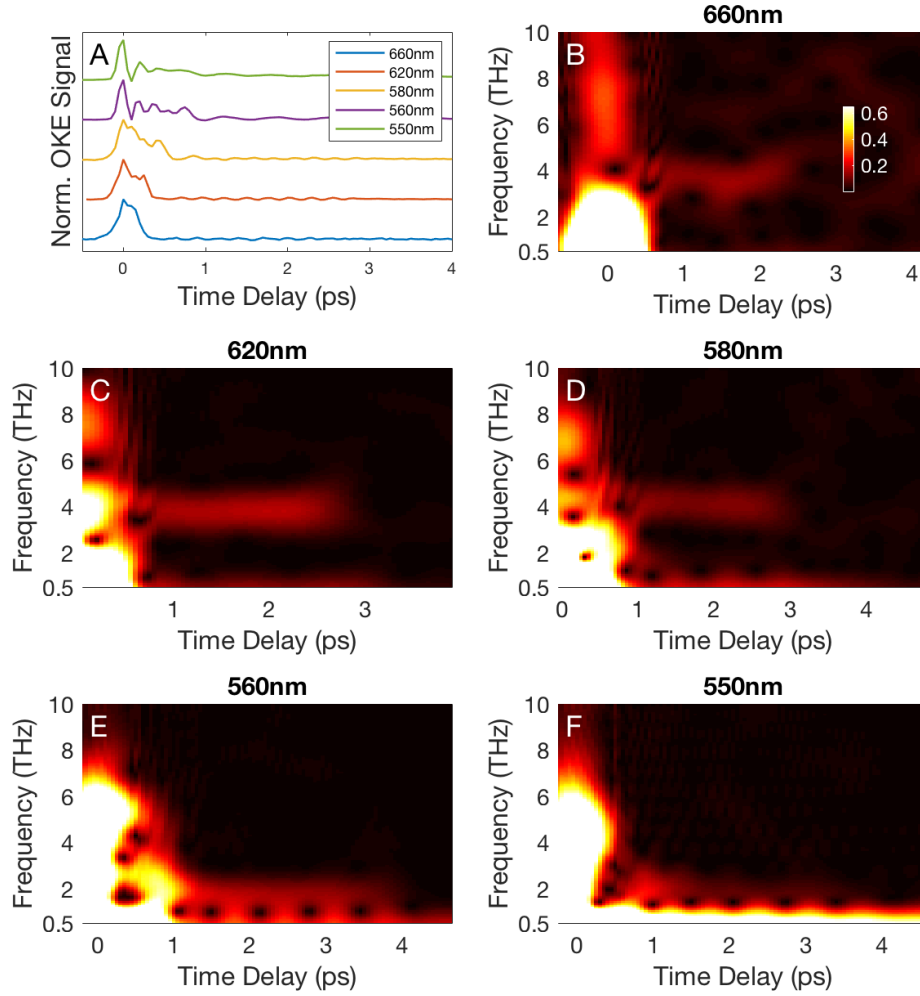 A
Norm. OKE Signal
660nm
620nm
580nm
560nm
550nm
0 1 2 3 4
Time Delay (ps)
660nm
B
Frequency (THz)
10
8
6
4
2
0.5
0.6
0.4
0.2
0 1 2 3 4
Time Delay (ps)
620nm
C
Frequency (THz)
10
8
6
4
2
0.5
1 2 3
Time Delay (ps)
580nm
D
Frequency (THz)
10
8
6
4
2
0.5
0 1 2 3 4
Time Delay (ps)
560nm
E
Frequency (THz)
10
8
6
4
2
0.5
0 1 2 3 4
Time Delay (ps)
550nm
F
Frequency (THz)
10
8
6
4
2
0.5
0 1 2 3 4
Time Delay (ps)